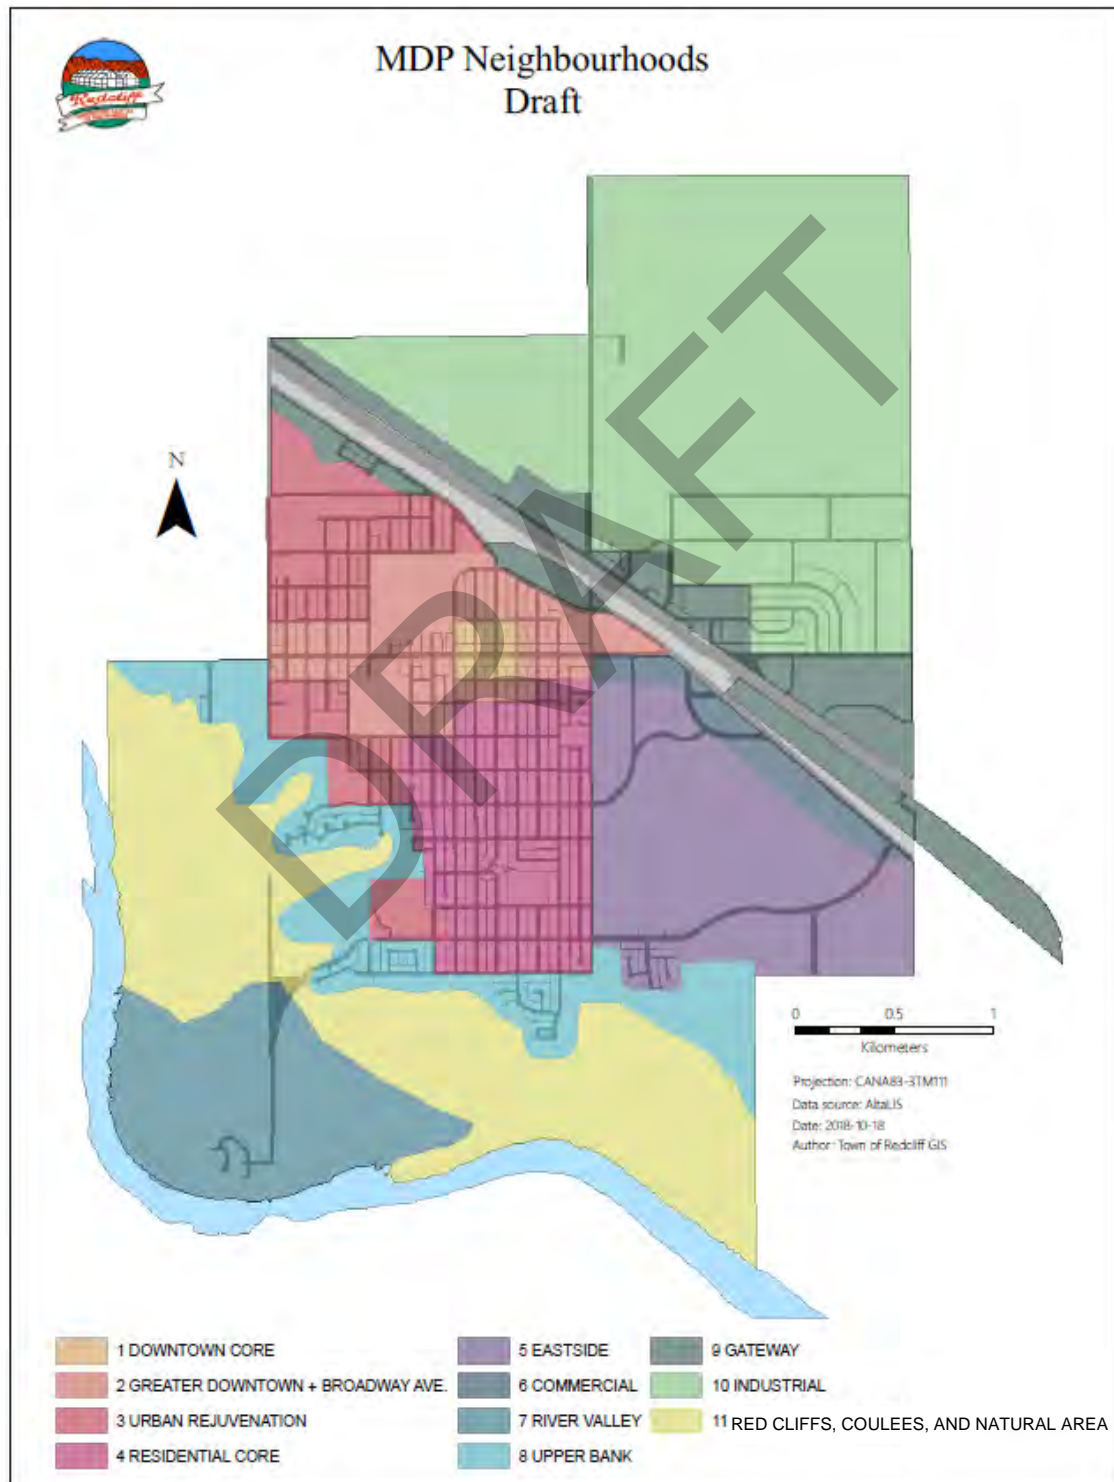 MDP Neighbourhoods
Draft
Redcliff
DRAFT
N
0 0.5 1
Kilometers
Projection: CANA83-3TM111
Data source: AltaLIS
Date: 2018-10-18
Author: Town of Redcliff GIS
1 DOWNTOWN CORE
2 GREATER DOWNTOWN + BROADWAY AVE.
3 URBAN REJUVENATION
4 RESIDENTIAL CORE
5 EASTSIDE
6 COMMERCIAL
7 RIVER VALLEY
8 UPPER BANK
9 GATEWAY
10 INDUSTRIAL
11 RED CLIFFS, COULEES, AND NATURAL AREA